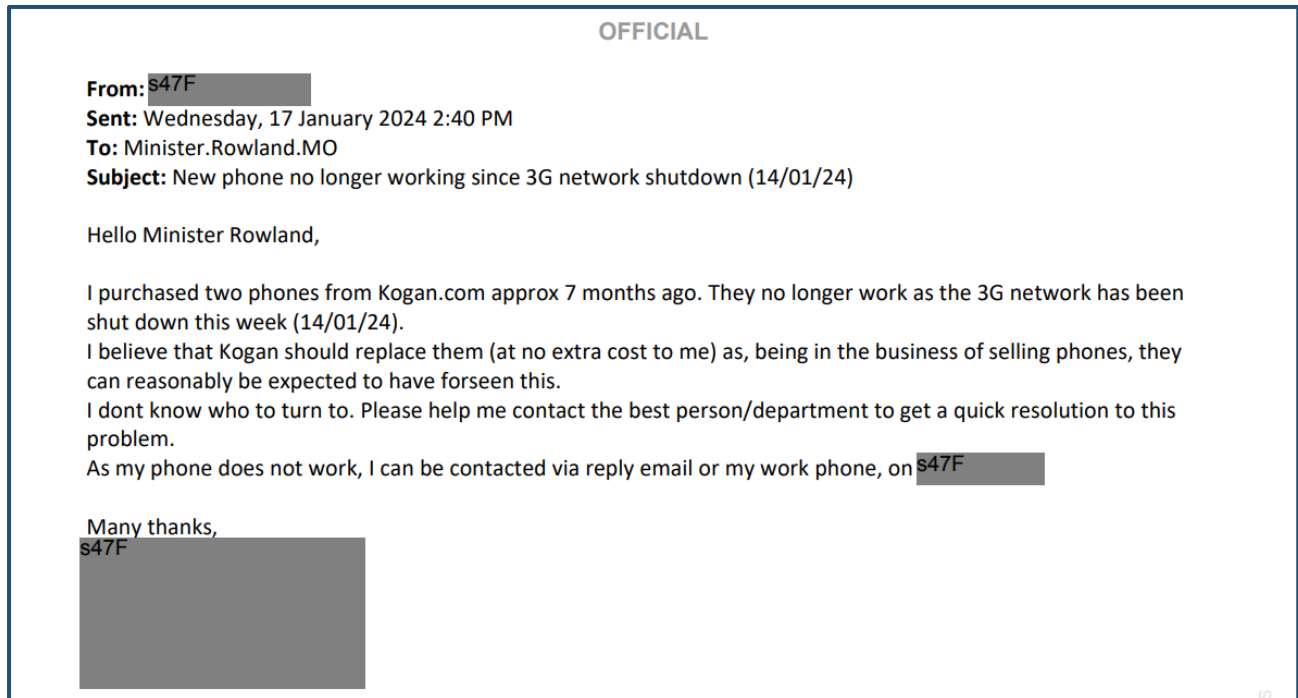 OFFICIAL
From: s47F
Sent: Wednesday, 17 January 2024 2:40 PM
To: Minister.Rowland.MO
Subject: New phone no longer working since 3G network shutdown (14/01/24)
Hello Minister Rowland,
I purchased two phones from Kogan.com approx 7 months ago. They no longer work as the 3G network has been
shut down this week (14/01/24).
I believe that Kogan should replace them (at no extra cost to me) as, being in the business of selling phones, they
can reasonably be expected to have forseen this.
I dont know who to turn to. Please help me contact the best person/department to get a quick resolution to this
problem.
As my phone does not work, I can be contacted via reply email or my work phone, on s47F
Many thanks,
s47F